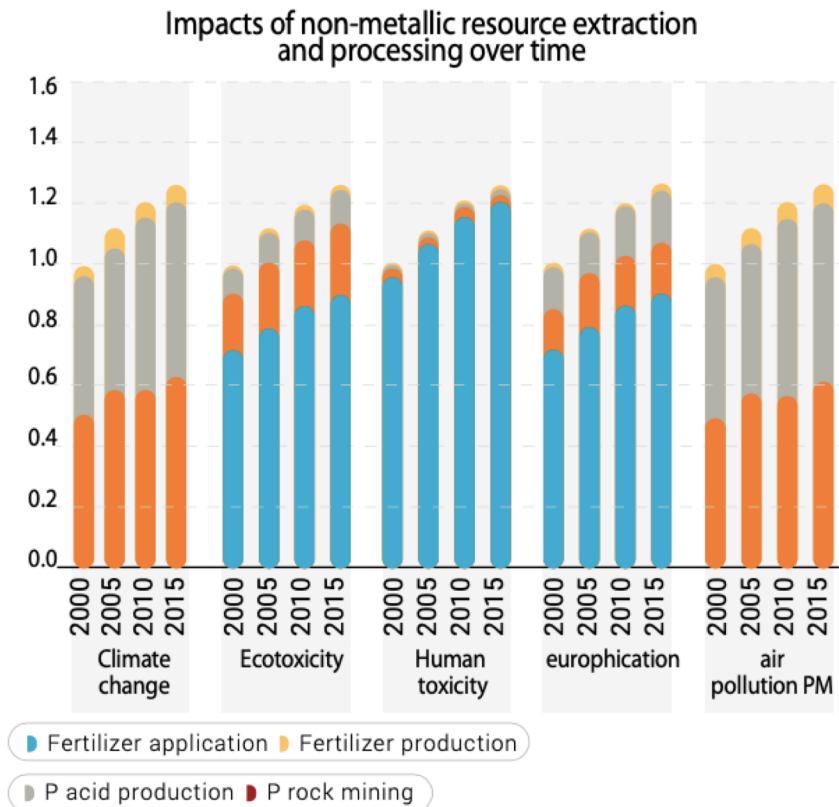 Impacts of non-metallic resource extraction
and processing over time
1.6
1.4
1.2
1.0
0.8
0.6
0.4
0.2
0.0
2000 2005 2010 2015 2000 2005 2010 2015 2000 2005 2010 2015 2000 2005 2010 2015 2000 2005 2010 2015
Climate change
Ecotoxicity
Human toxicity
europhication
air pollution PM
Fertilizer application Fertilizer production
P acid production P rock mining